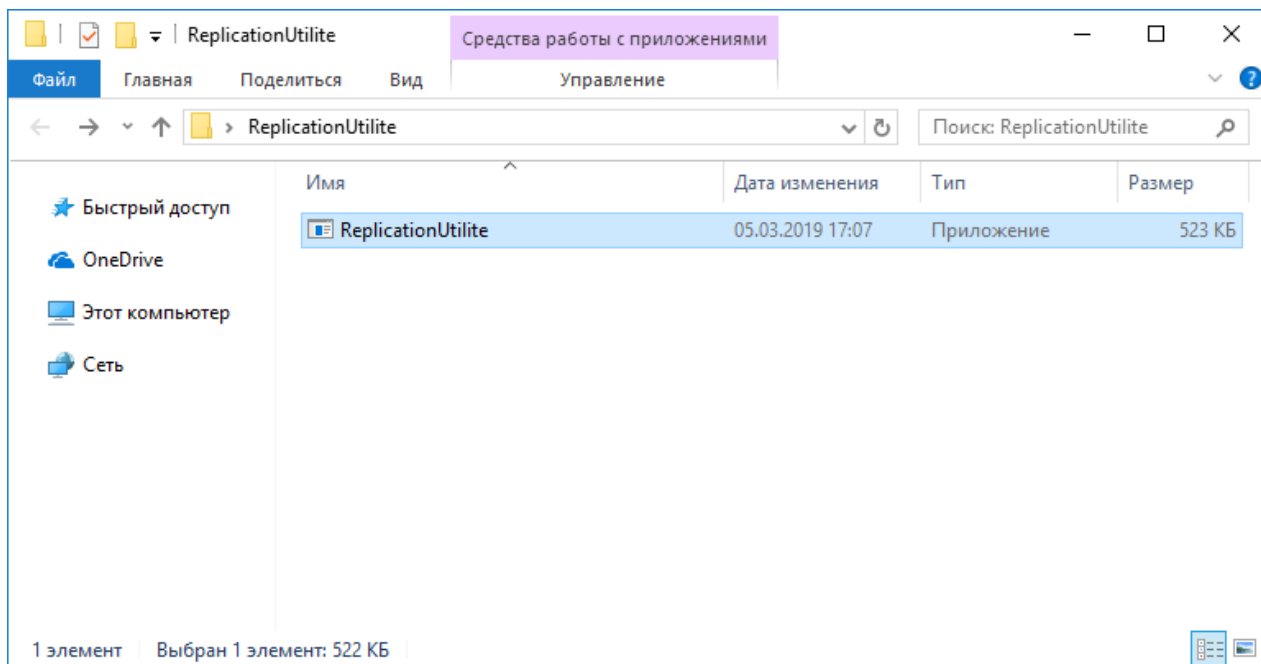 ReplicationUtilite
Средства работы с приложениями
Файл Главная Поделиться Вид Управление
ReplicationUtilite Поиск: ReplicationUtilite
Имя Дата изменения Тип Размер
Быстрый доступ
ReplicationUtilite 05.03.2019 17:07 Приложение 523 КБ
OneDrive
Этот компьютер
Сеть
1 элемент Выбран 1 элемент: 522 КБ